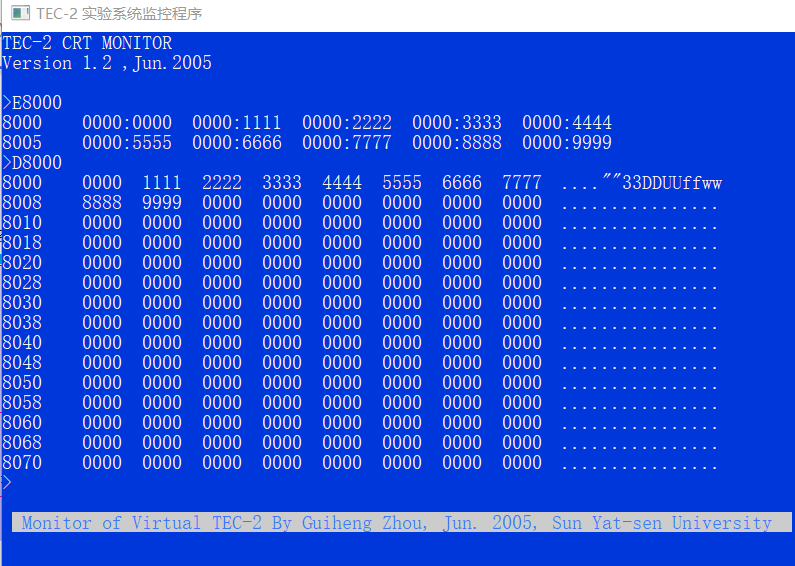 TEC-2 实验系统监控程序
TEC-2 CRT MONITOR
Version 1.2 ,Jun.2005
>E8000
8000    0000:0000  0000:1111  0000:2222  0000:3333  0000:4444
8005    0000:5555  0000:6666  0000:7777  0000:8888  0000:9999
>D8000
8000    0000  1111  2222  3333  4444  5555  6666  7777  ....""33DDUUffww
8008    8888  9999  0000  0000  0000  0000  0000  0000  ................
8010    0000  0000  0000  0000  0000  0000  0000  0000  ................
8018    0000  0000  0000  0000  0000  0000  0000  0000  ................
8020    0000  0000  0000  0000  0000  0000  0000  0000  ................
8028    0000  0000  0000  0000  0000  0000  0000  0000  ................
8030    0000  0000  0000  0000  0000  0000  0000  0000  ................
8038    0000  0000  0000  0000  0000  0000  0000  0000  ................
8040    0000  0000  0000  0000  0000  0000  0000  0000  ................
8048    0000  0000  0000  0000  0000  0000  0000  0000  ................
8050    0000  0000  0000  0000  0000  0000  0000  0000  ................
8058    0000  0000  0000  0000  0000  0000  0000  0000  ................
8060    0000  0000  0000  0000  0000  0000  0000  0000  ................
8068    0000  0000  0000  0000  0000  0000  0000  0000  ................
8070    0000  0000  0000  0000  0000  0000  0000  0000  ................
>
Monitor of Virtual TEC-2 By Guiheng Zhou, Jun. 2005, Sun Yat-sen University